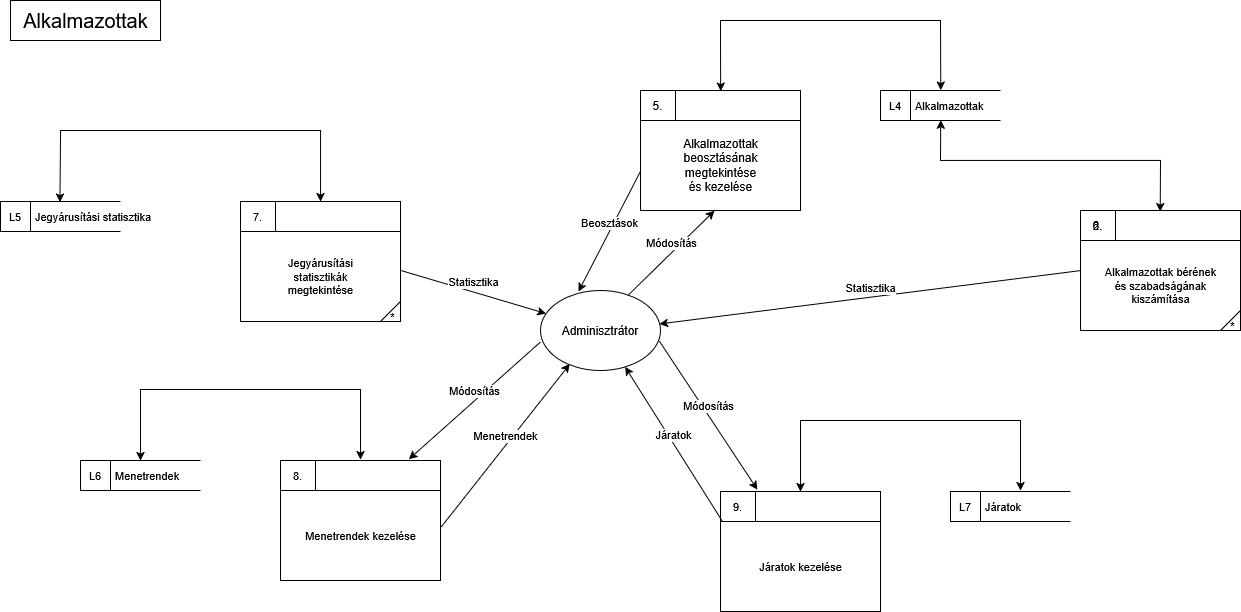 Alkalmazottak
5.
Alkalmazottak
beosztásának
megtekintése
és kezelése
L4
Alkalmazottak
L5
Jegyárusítási statisztika
7.
Jegyárusítási
statisztikák
megtekintése
*
Beosztások
Módosítás
Alkalmazottak bérének
és szabadságának
kiszámítása
*
Statisztika
Statisztika
Adminisztrátor
Módosítás
Menetrendek
Módosítás
Járatok
L6
Menetrendek
8.
Menetrendek kezelése
9.
Járatok kezelése
L7
Járatok